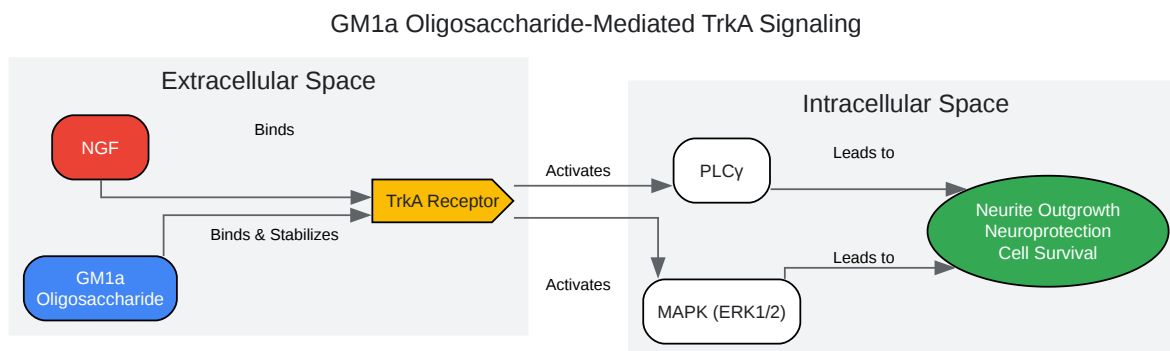 GM1a Oligosaccharide-Mediated TrkA Signaling
Extracellular Space
NGF
Binds
TrkA Receptor
Binds & Stabilizes
GM1a
Oligosaccharide
Activates
Activates
Intracellular Space
PLCγ
Leads to
MAPK (ERK1/2)
Leads to
Neurite Outgrowth
Neuroprotection
Cell Survival